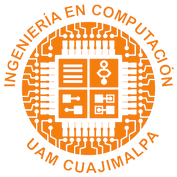 INGENIERÍA EN COMPUTACIÓN
UAM CUAJIMALPA